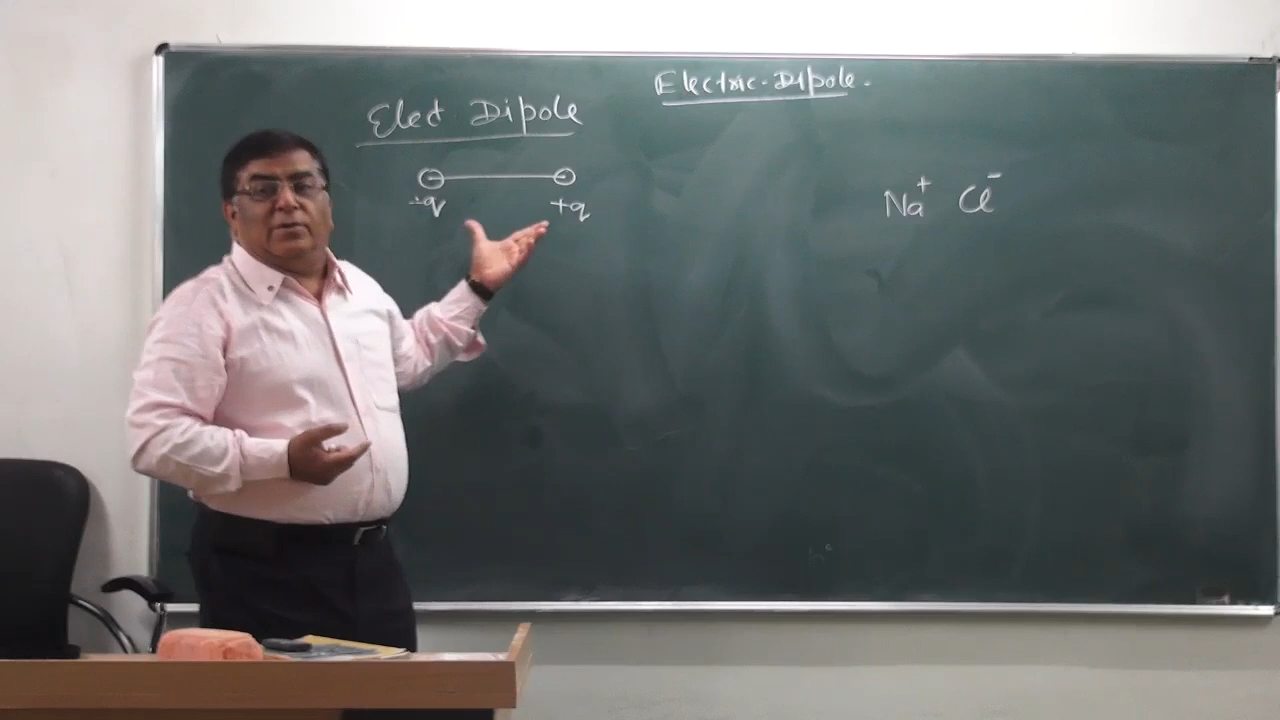 Electric-Dipole.
Elect Dipole
-q +q
Na⁺ Cl⁻